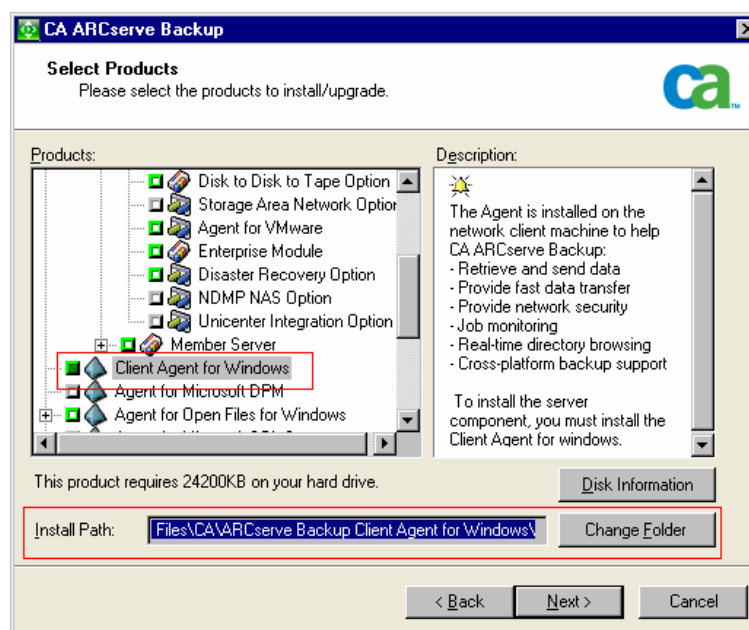 CA ARCserve Backup
Select Products
Please select the products to install/upgrade.
ca
TM
Products:
Disk to Disk to Tape Option
Storage Area Network Option
Agent for VMware
Enterprise Module
Disaster Recovery Option
NDMP NAS Option
Unicenter Integration Option
Member Server
Client Agent for Windows
Agent for Microsoft DPM
Agent for Open Files for Windows
Description:
The Agent is installed on the
network client machine to help
CA ARCserve Backup:
- Retrieve and send data
- Provide fast data transfer
- Provide network security
- Job monitoring
- Real-time directory browsing
- Cross-platform backup support
To install the server
component, you must install the
Client Agent for windows.
This product requires 24200KB on your hard drive.
Disk Information
Install Path:
Files\CA\ARCserve Backup Client Agent for Windows\
Change Folder
< Back
Next >
Cancel